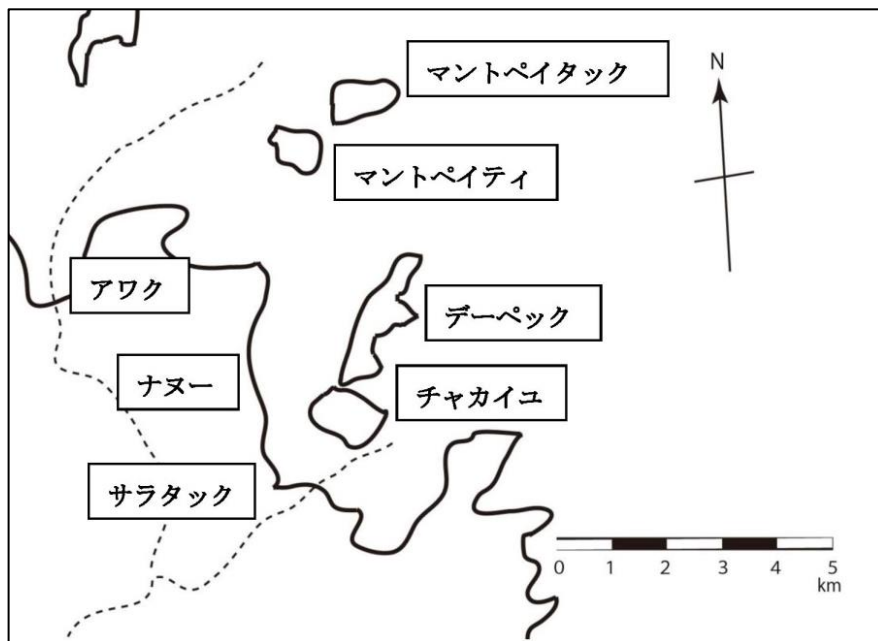 マントペイタック
N
マントペイティ
アワク
デーペック
ナヌー
チャカイユ
サラタック
0 1 2 3 4 5
km